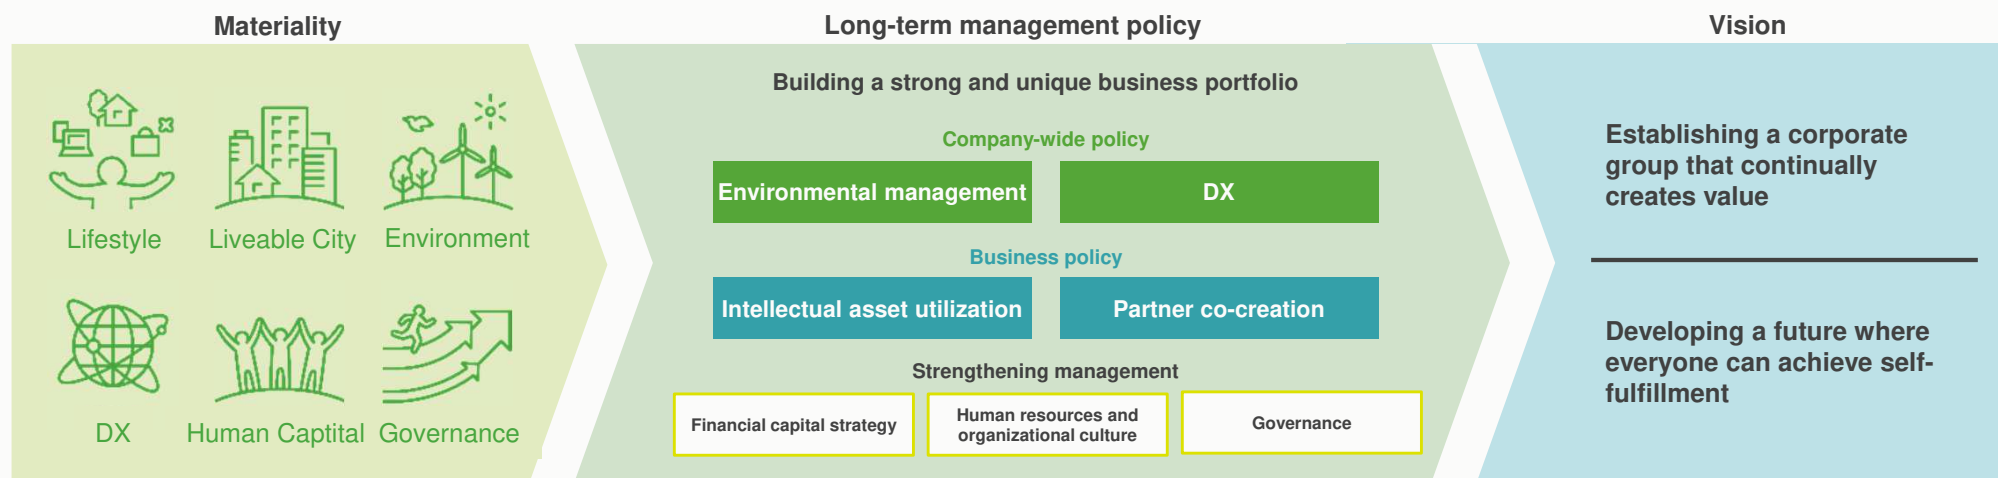 Materiality
Lifestyle
Liveable City
Environment
DX
Human Captital
Governance
Long-term management policy
Building a strong and unique business portfolio
Company-wide policy
Environmental management
DX
Business policy
Intellectual asset utilization
Partner co-creation
Strengthening management
Financial capital strategy
Human resources and
organizational culture
Governance
Vision
Establishing a corporate
group that continually
creates value
Developing a future where
everyone can achieve self-
fulfillment